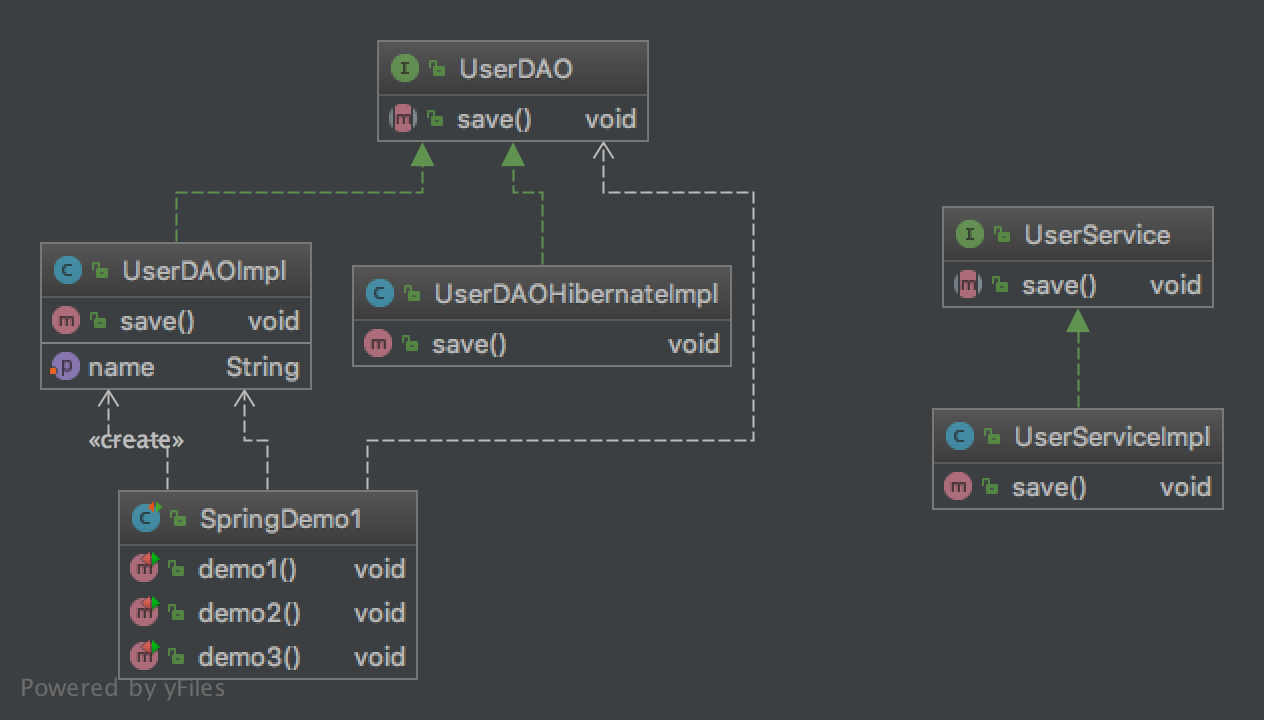 I UserDAO
m save() void
C UserDAOImpl
m save() void
p name String
C UserDAOHibernateImpl
m save() void
I UserService
m save() void
C UserServiceImpl
m save() void
«create»
C SpringDemo1
m demo1() void
m demo2() void
m demo3() void
Powered by yFiles